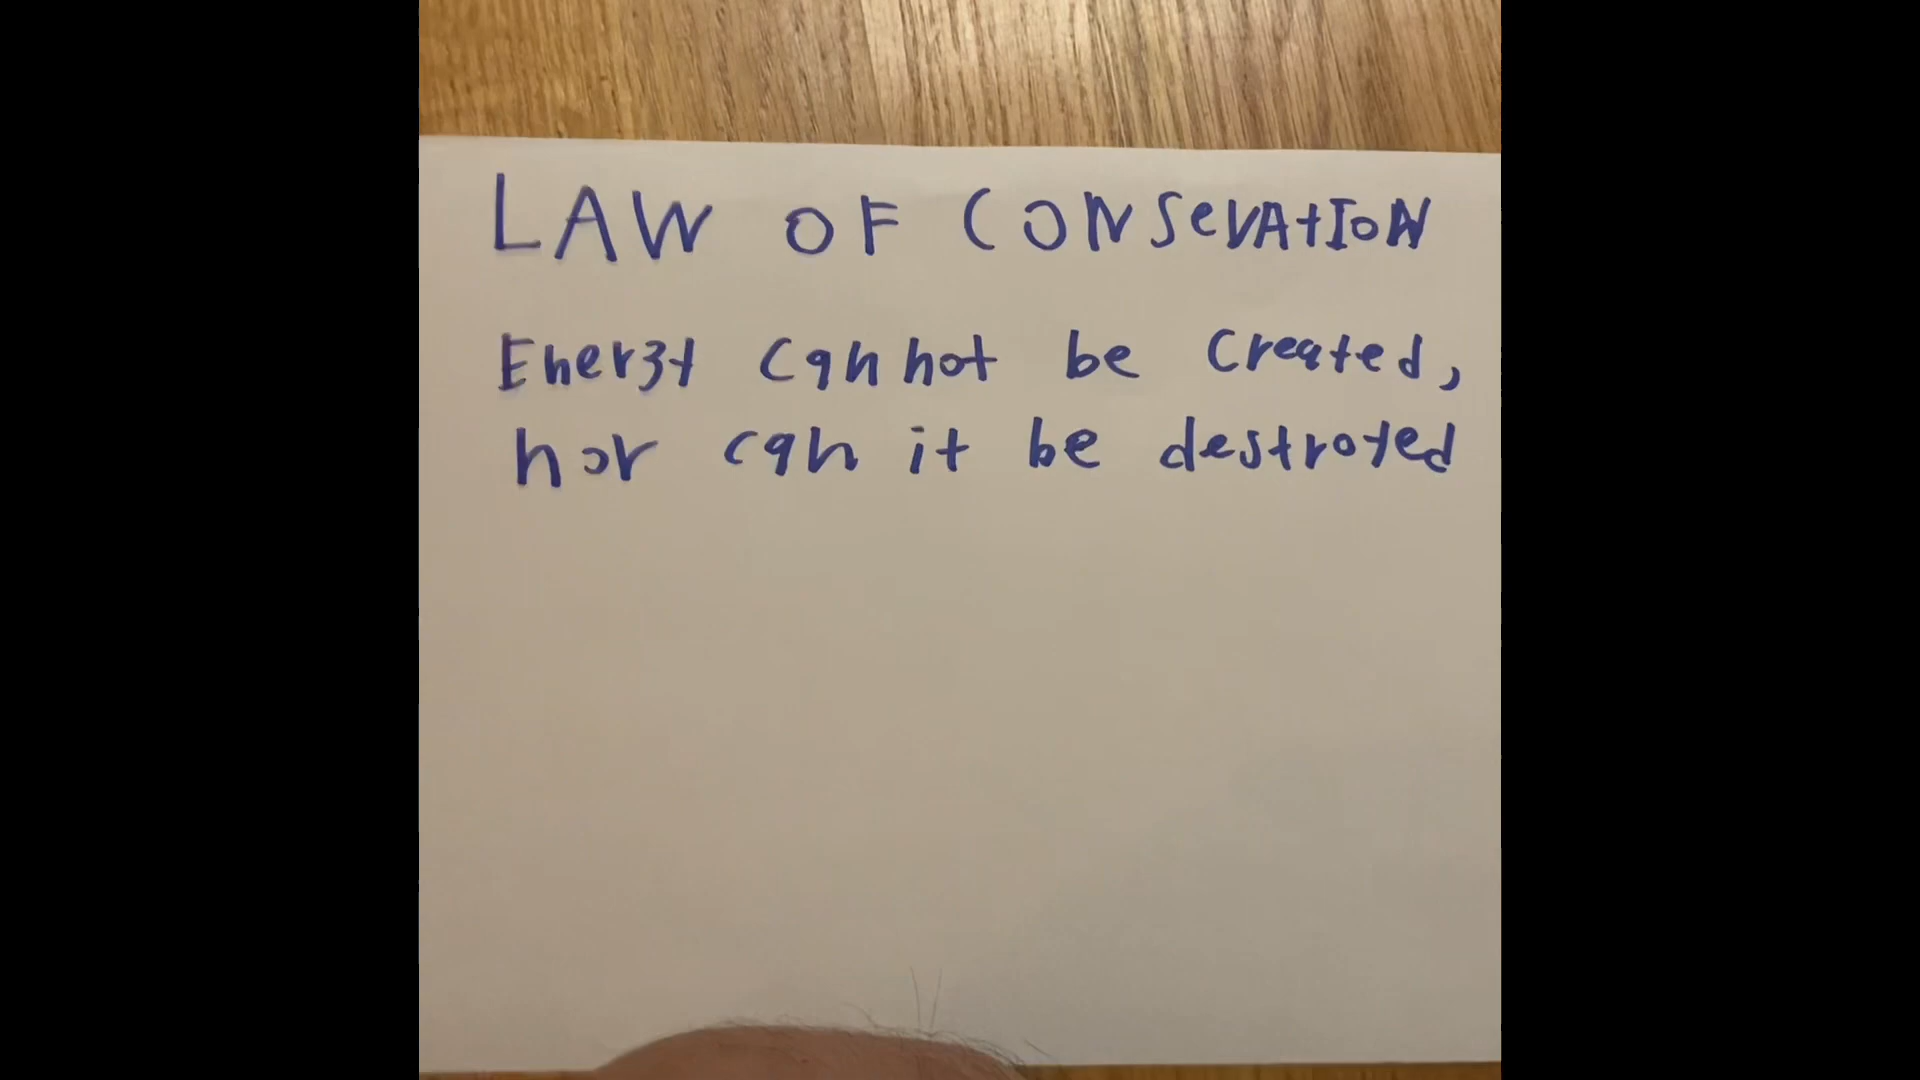 LAW OF CONSeVAtION
Energy cannot be created,
nor can it be destroyed